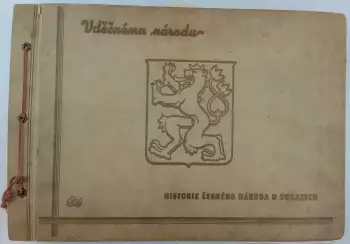 Vděčnému národu
HISTORIE ČESKÉHO NÁRODA V OBRAZECH